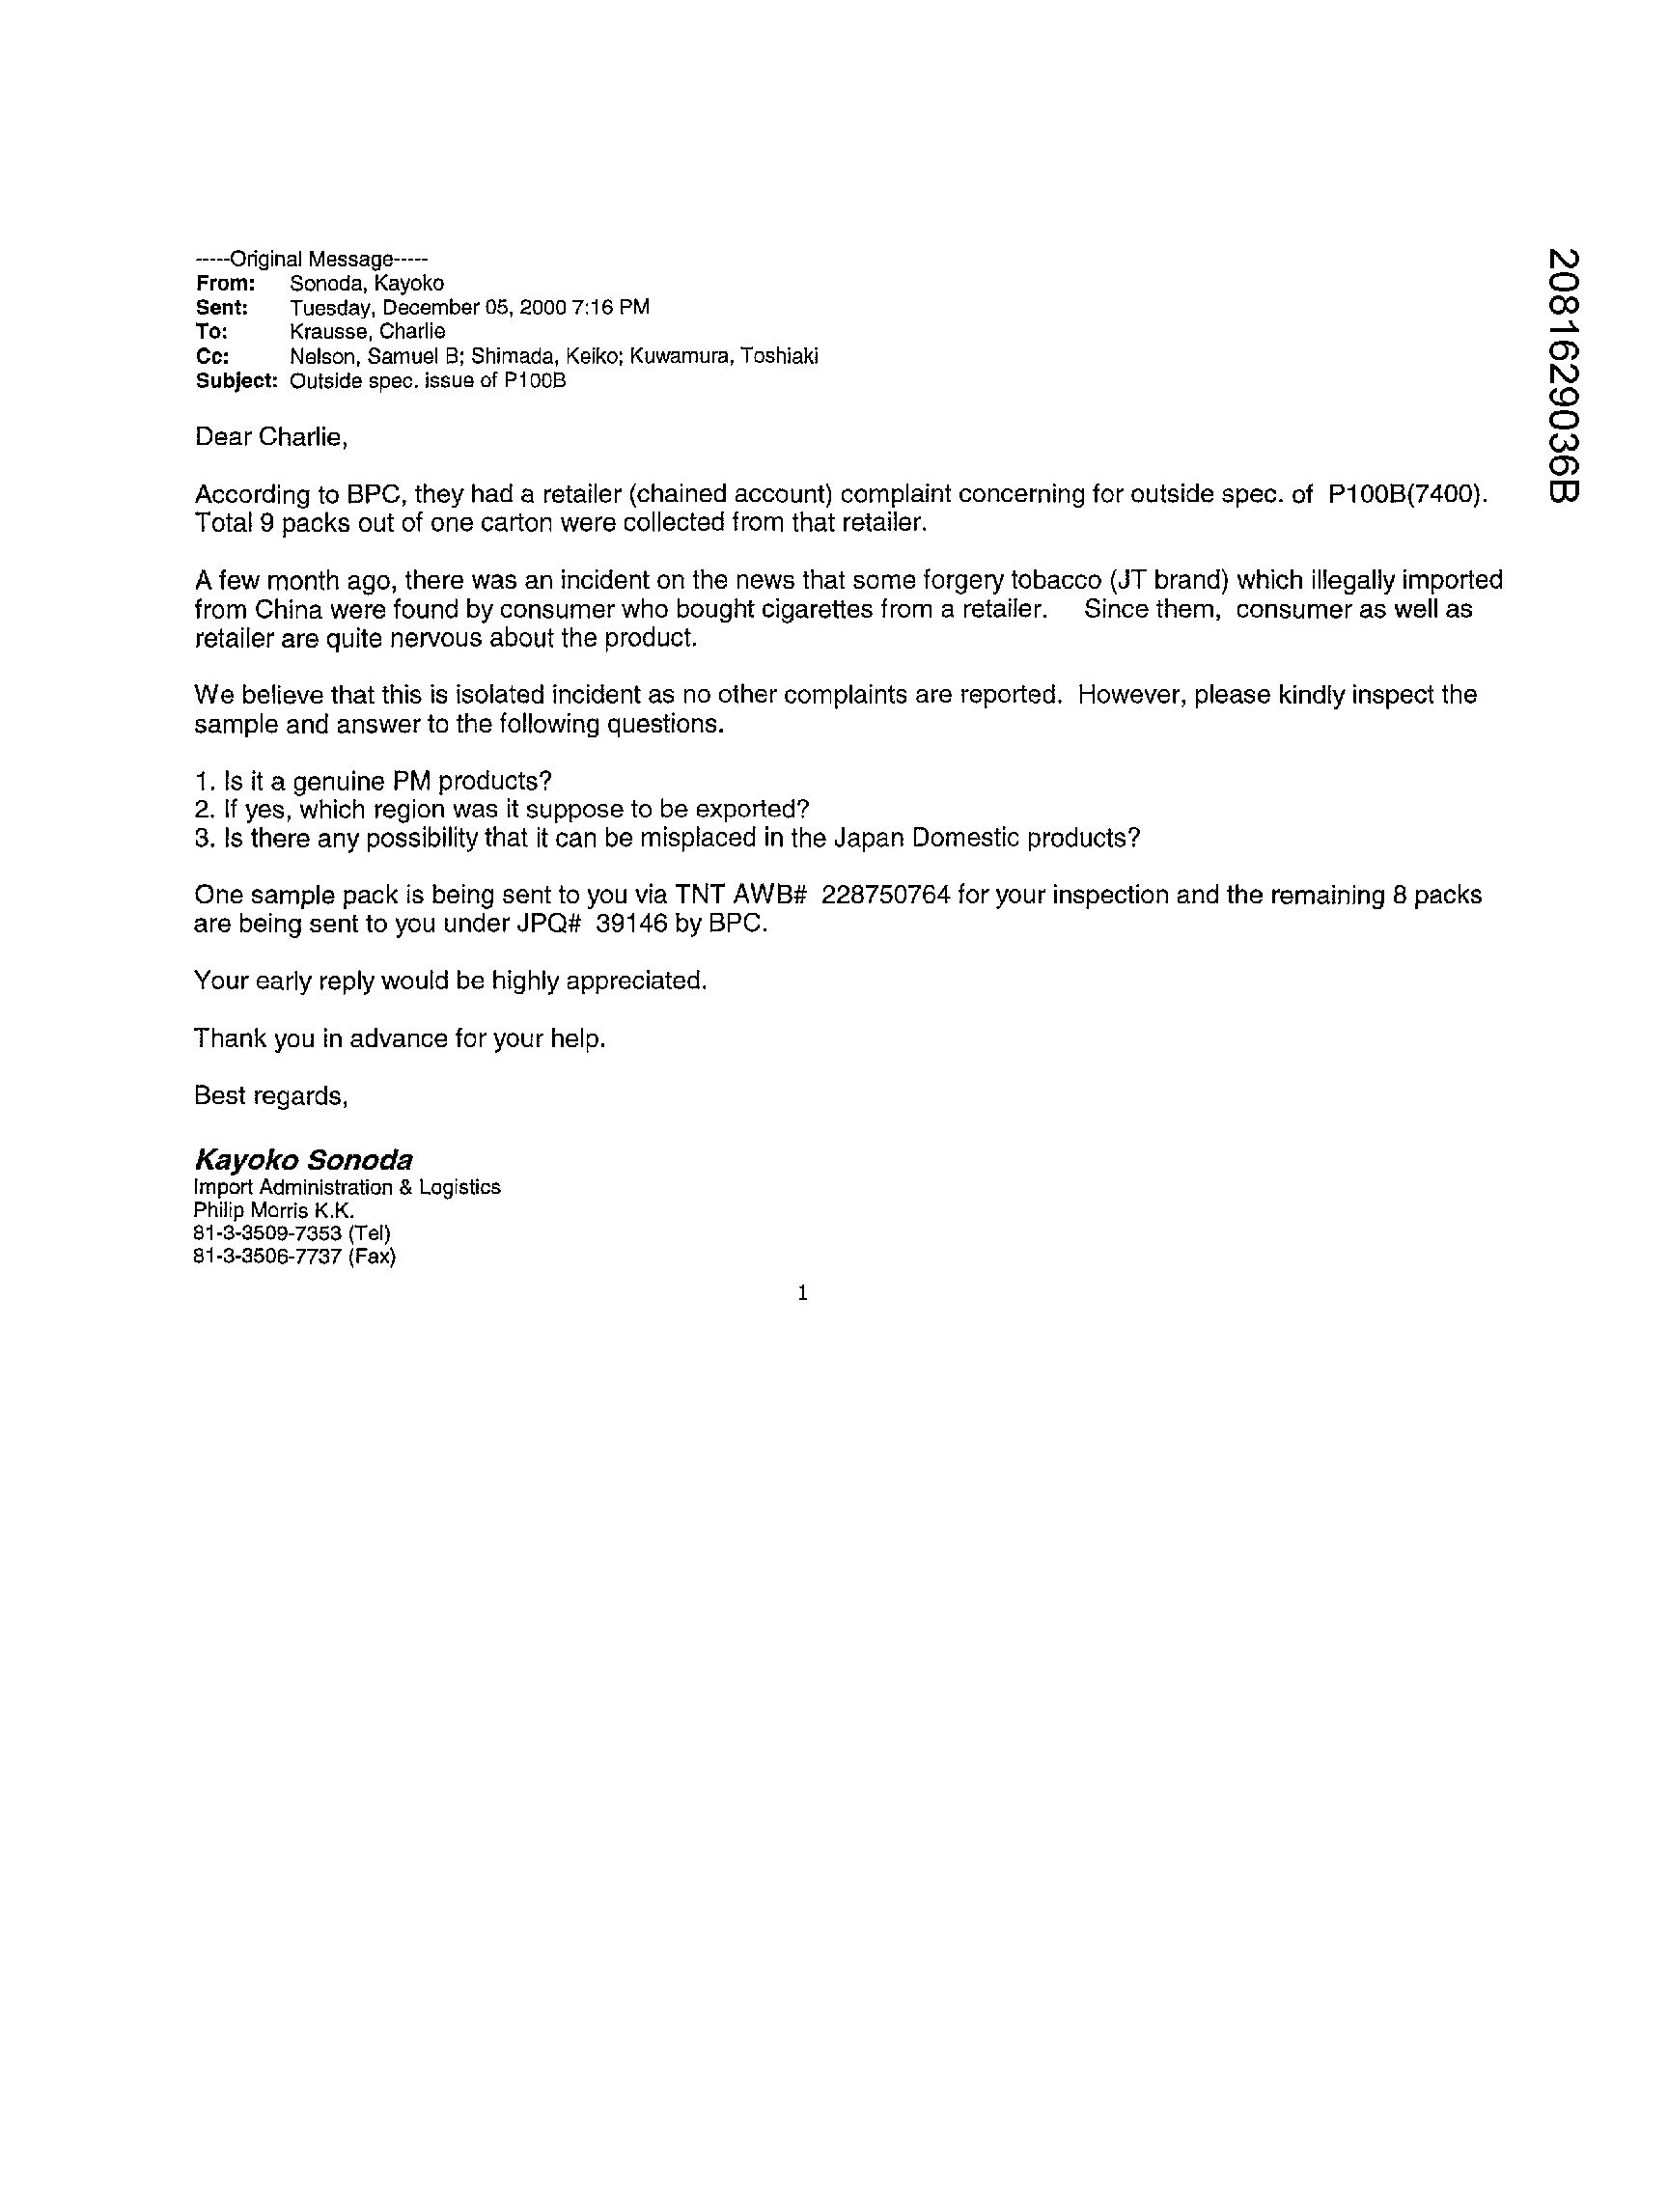 -----Original Message-----
From: Sonoda, Kayoko
Sent: Tuesday, December 05, 2000 7:16 PM
To: Krausse, Charlie
Cc: Nelson, Samuel B; Shimada, Keiko; Kuwamura, Toshiaki
Subject: Outside spec. issue of P100B
Dear Charlie,
According to BPC, they had a retailer (chained account) complaint concerning for outside spec. of P100B(7400).
Total 9 packs out of one carton were collected from that retailer.
A few month ago, there was an incident on the news that some forgery tobacco (JT brand) which illegally imported
from China were found by consumer who bought cigarettes from a retailer. Since them, consumer as well as
retailer are quite nervous about the product.
We believe that this is isolated incident as no other complaints are reported. However, please kindly inspect the
sample and answer to the following questions.
1. Is it a genuine PM products?
2. If yes, which region was it suppose to be exported?
3. Is there any possibility that it can be misplaced in the Japan Domestic products?
One sample pack is being sent to you via TNT AWB# 228750764 for your inspection and the remaining 8 packs
are being sent to you under JPQ# 39146 by BPC.
Your early reply would be highly appreciated.
Thank you in advance for your help.
Best regards,
Kayoko Sonoda
Import Administration & Logistics
Philip Morris K.K.
81-3-3509-7353 (Tel)
81-3-3506-7737 (Fax)
1
2081629036B